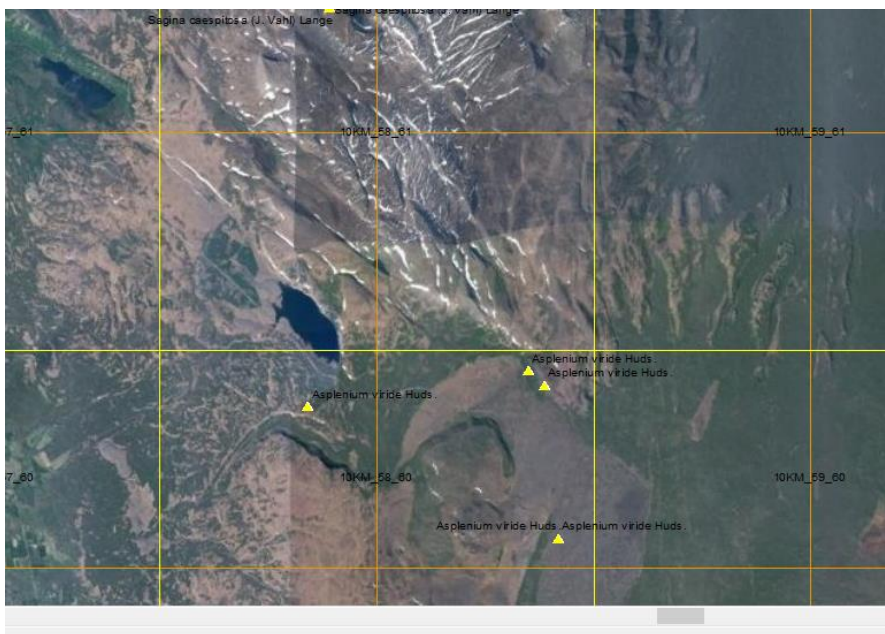 Sagina caespitosa (J. Vahl) Lange
Sagina caespitosa (J. Vahl) Lange
7_61
10KM_58_61
10KM_59_61
Asplenium viride Huds.
Asplenium viride Huds.
Asplenium viride Huds.
7_60
10KM_58_60
10KM_59_60
Asplenium viride Huds.
Asplenium viride Huds.